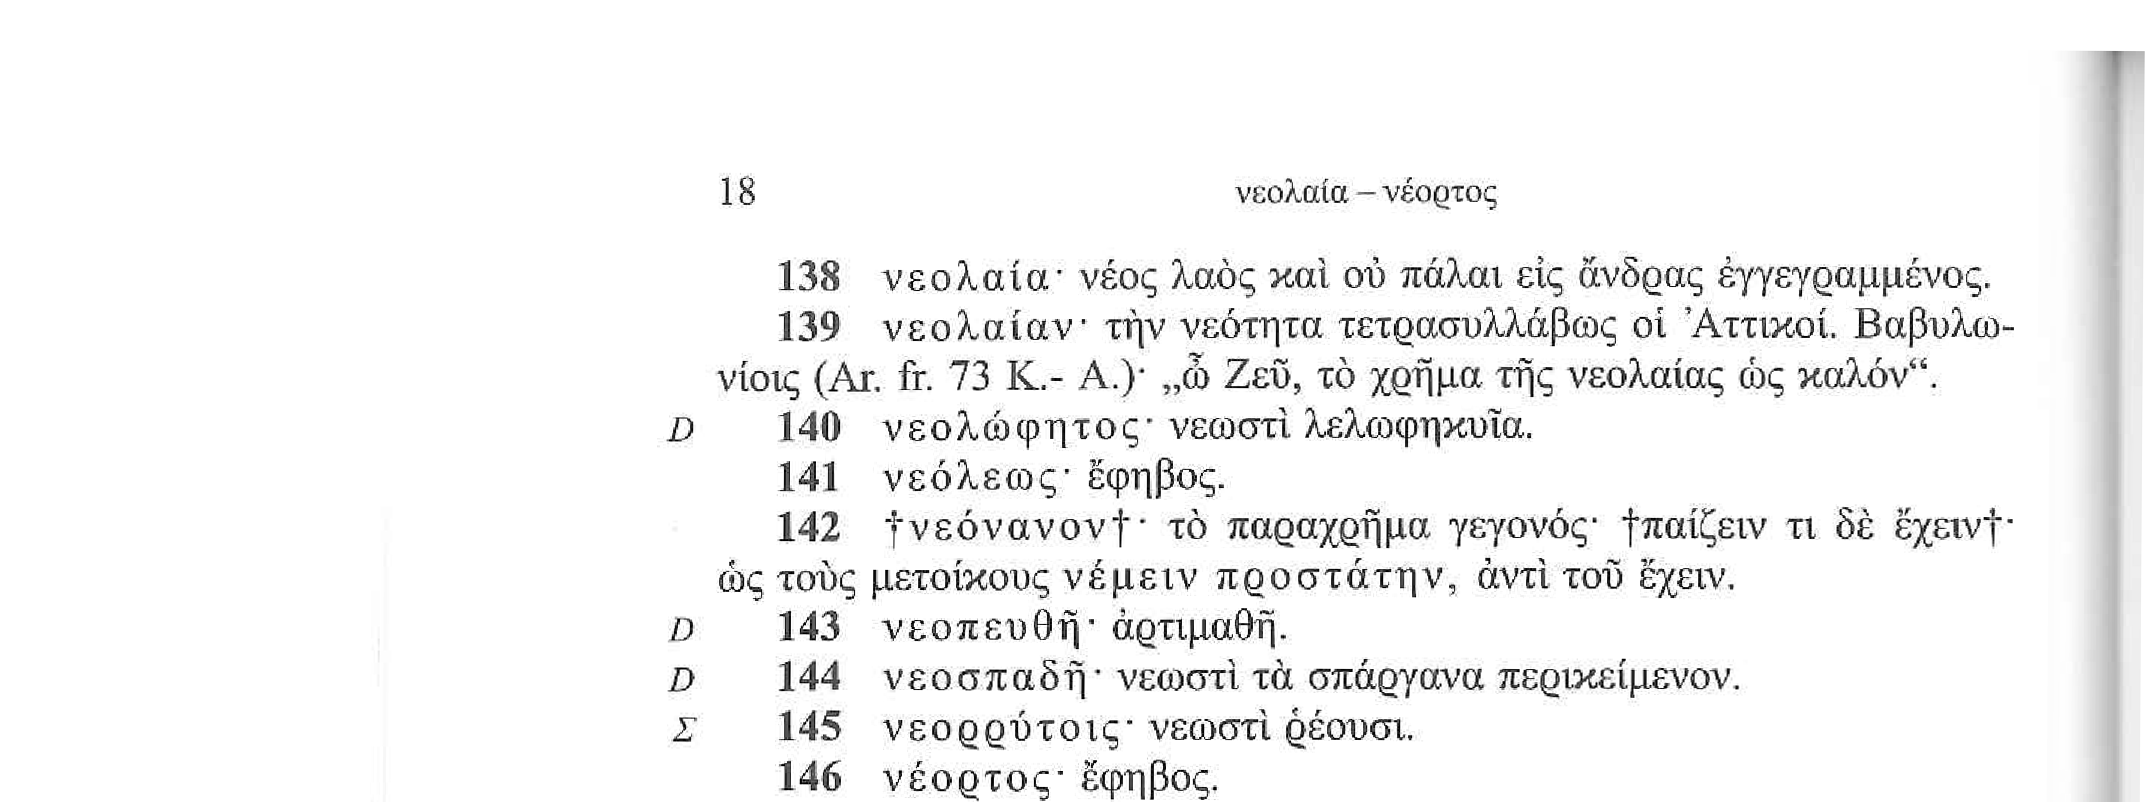 18 νεολαία – νέορτος
138 νεολαία· νέος λαὸς καὶ οὐ πάλαι εἰς ἄνδρας ἐγγεγραμμένος.
139 νεολαίαν· τὴν νεότητα τετρασυλλάβως οἱ Ἀττικοί. Βαβυλω-
νίοις (Ar. fr. 73 K.- A.)· „ὦ Ζεῦ, τὸ χρῆμα τῆς νεολαίας ὡς καλόν“.
D 140 νεολώφητος· νεωστὶ λελωφηκυῖα.
141 νεόλεως· ἔφηβος.
142 †νεόνανον†· τὸ παραχρῆμα γεγονός· †παίζειν τι δὲ ἔχειν†·
ὡς τοὺς μετοίκους νέμειν προστάτην, ἀντὶ τοῦ ἔχειν.
D 143 νεοπευθῆ· ἀρτιμαθῆ.
D 144 νεοσπαδῆ· νεωστὶ τὰ σπάργανα περικείμενον.
Σ 145 νεορρύτοις· νεωστὶ ῥέουσι.
146 νέορτος· ἔφηβος.